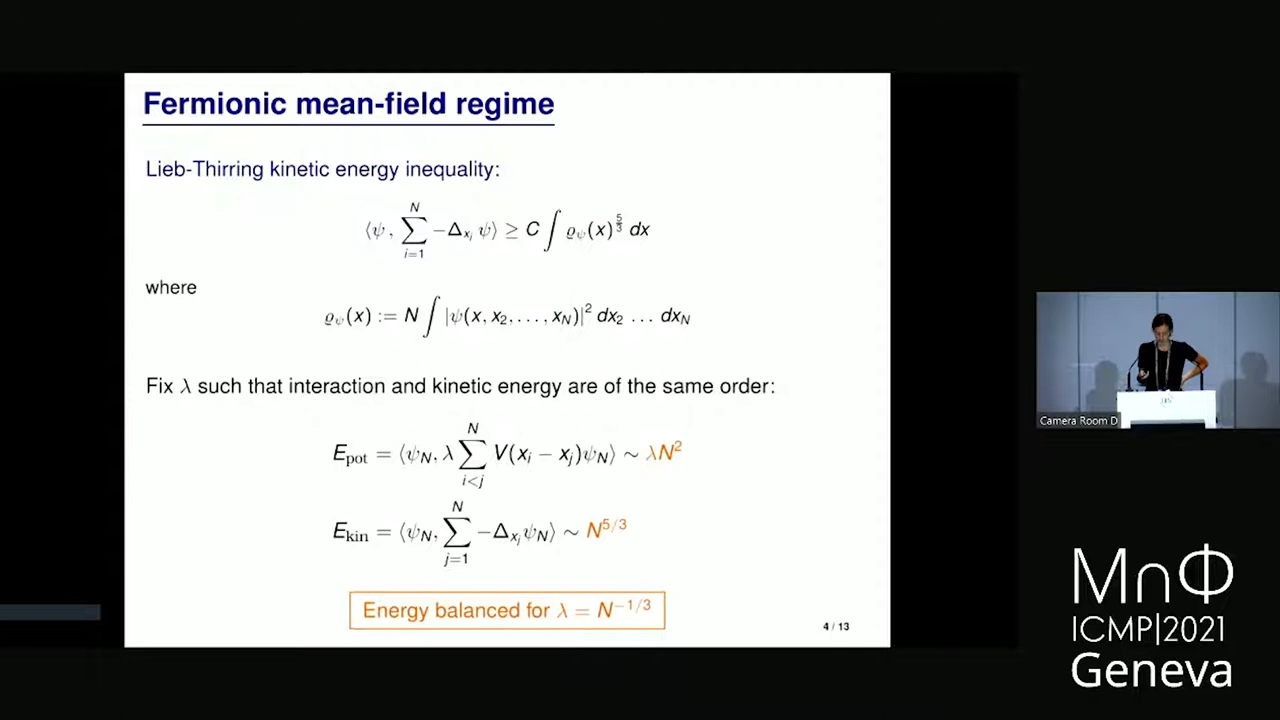 Fermionic mean-field regime
Lieb-Thirring kinetic energy inequality:
⟨ψ, ∑_{i=1}^{N} −Δ_{x_i} ψ⟩ ≥ C ∫ ϱ_ψ(x)^{5/3} dx
where
ϱ_ψ(x) := N ∫ |ψ(x, x_2, . . . , x_N)|^2 dx_2 . . . dx_N
Fix λ such that interaction and kinetic energy are of the same order:
E_pot = ⟨ψ_N, λ ∑_{i<j}^{N} V(x_i − x_j)ψ_N⟩ ∼ λN^2
E_kin = ⟨ψ_N, ∑_{j=1}^{N} −Δ_{x_j} ψ_N⟩ ∼ N^{5/3}
Energy balanced for λ = N^{−1/3}
4 / 13
Camera Room D
M∩Φ
ICMP|2021
Geneva